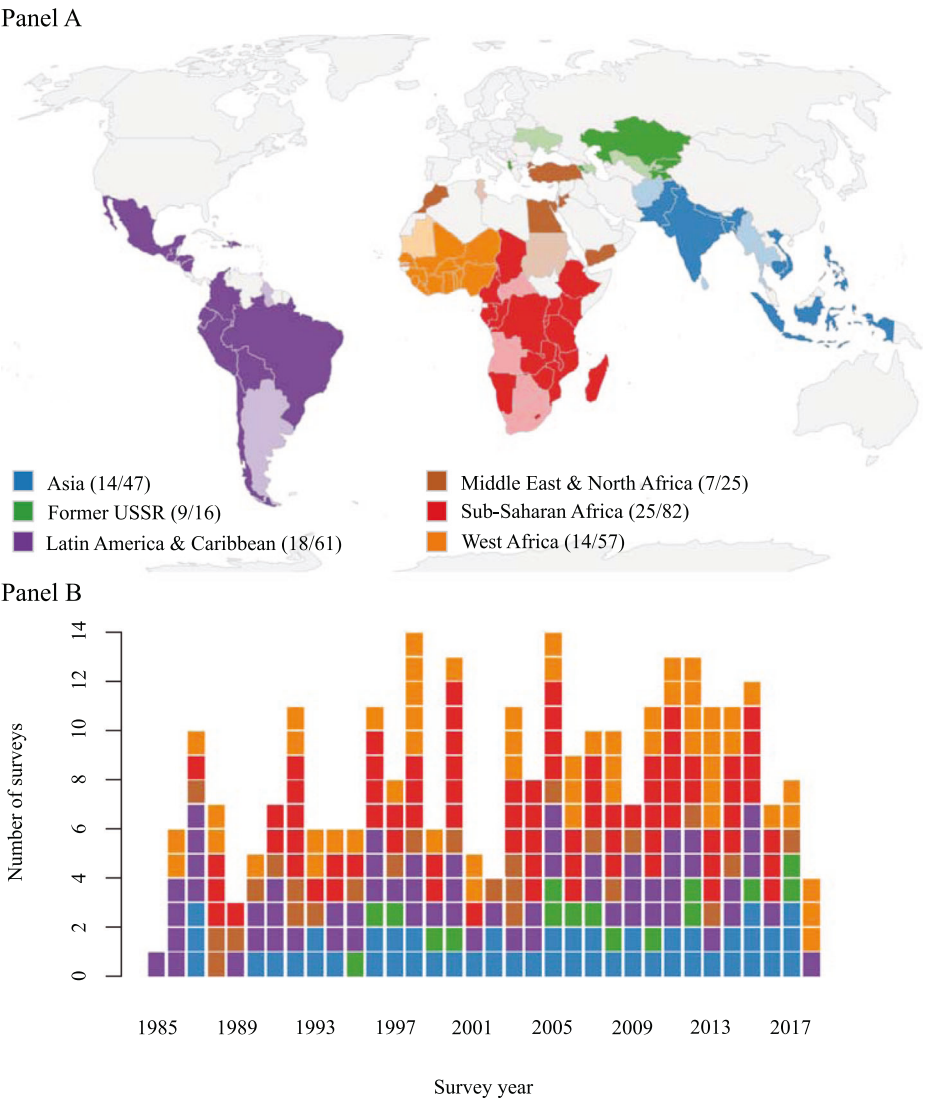 Panel A
Asia (14/47)
Former USSR (9/16)
Latin America & Caribbean (18/61)
Middle East & North Africa (7/25)
Sub-Saharan Africa (25/82)
West Africa (14/57)
Panel B
Number of surveys
14
12
10
8
6
4
2
0
1985 1989 1993 1997 2001 2005 2009 2013 2017
Survey year